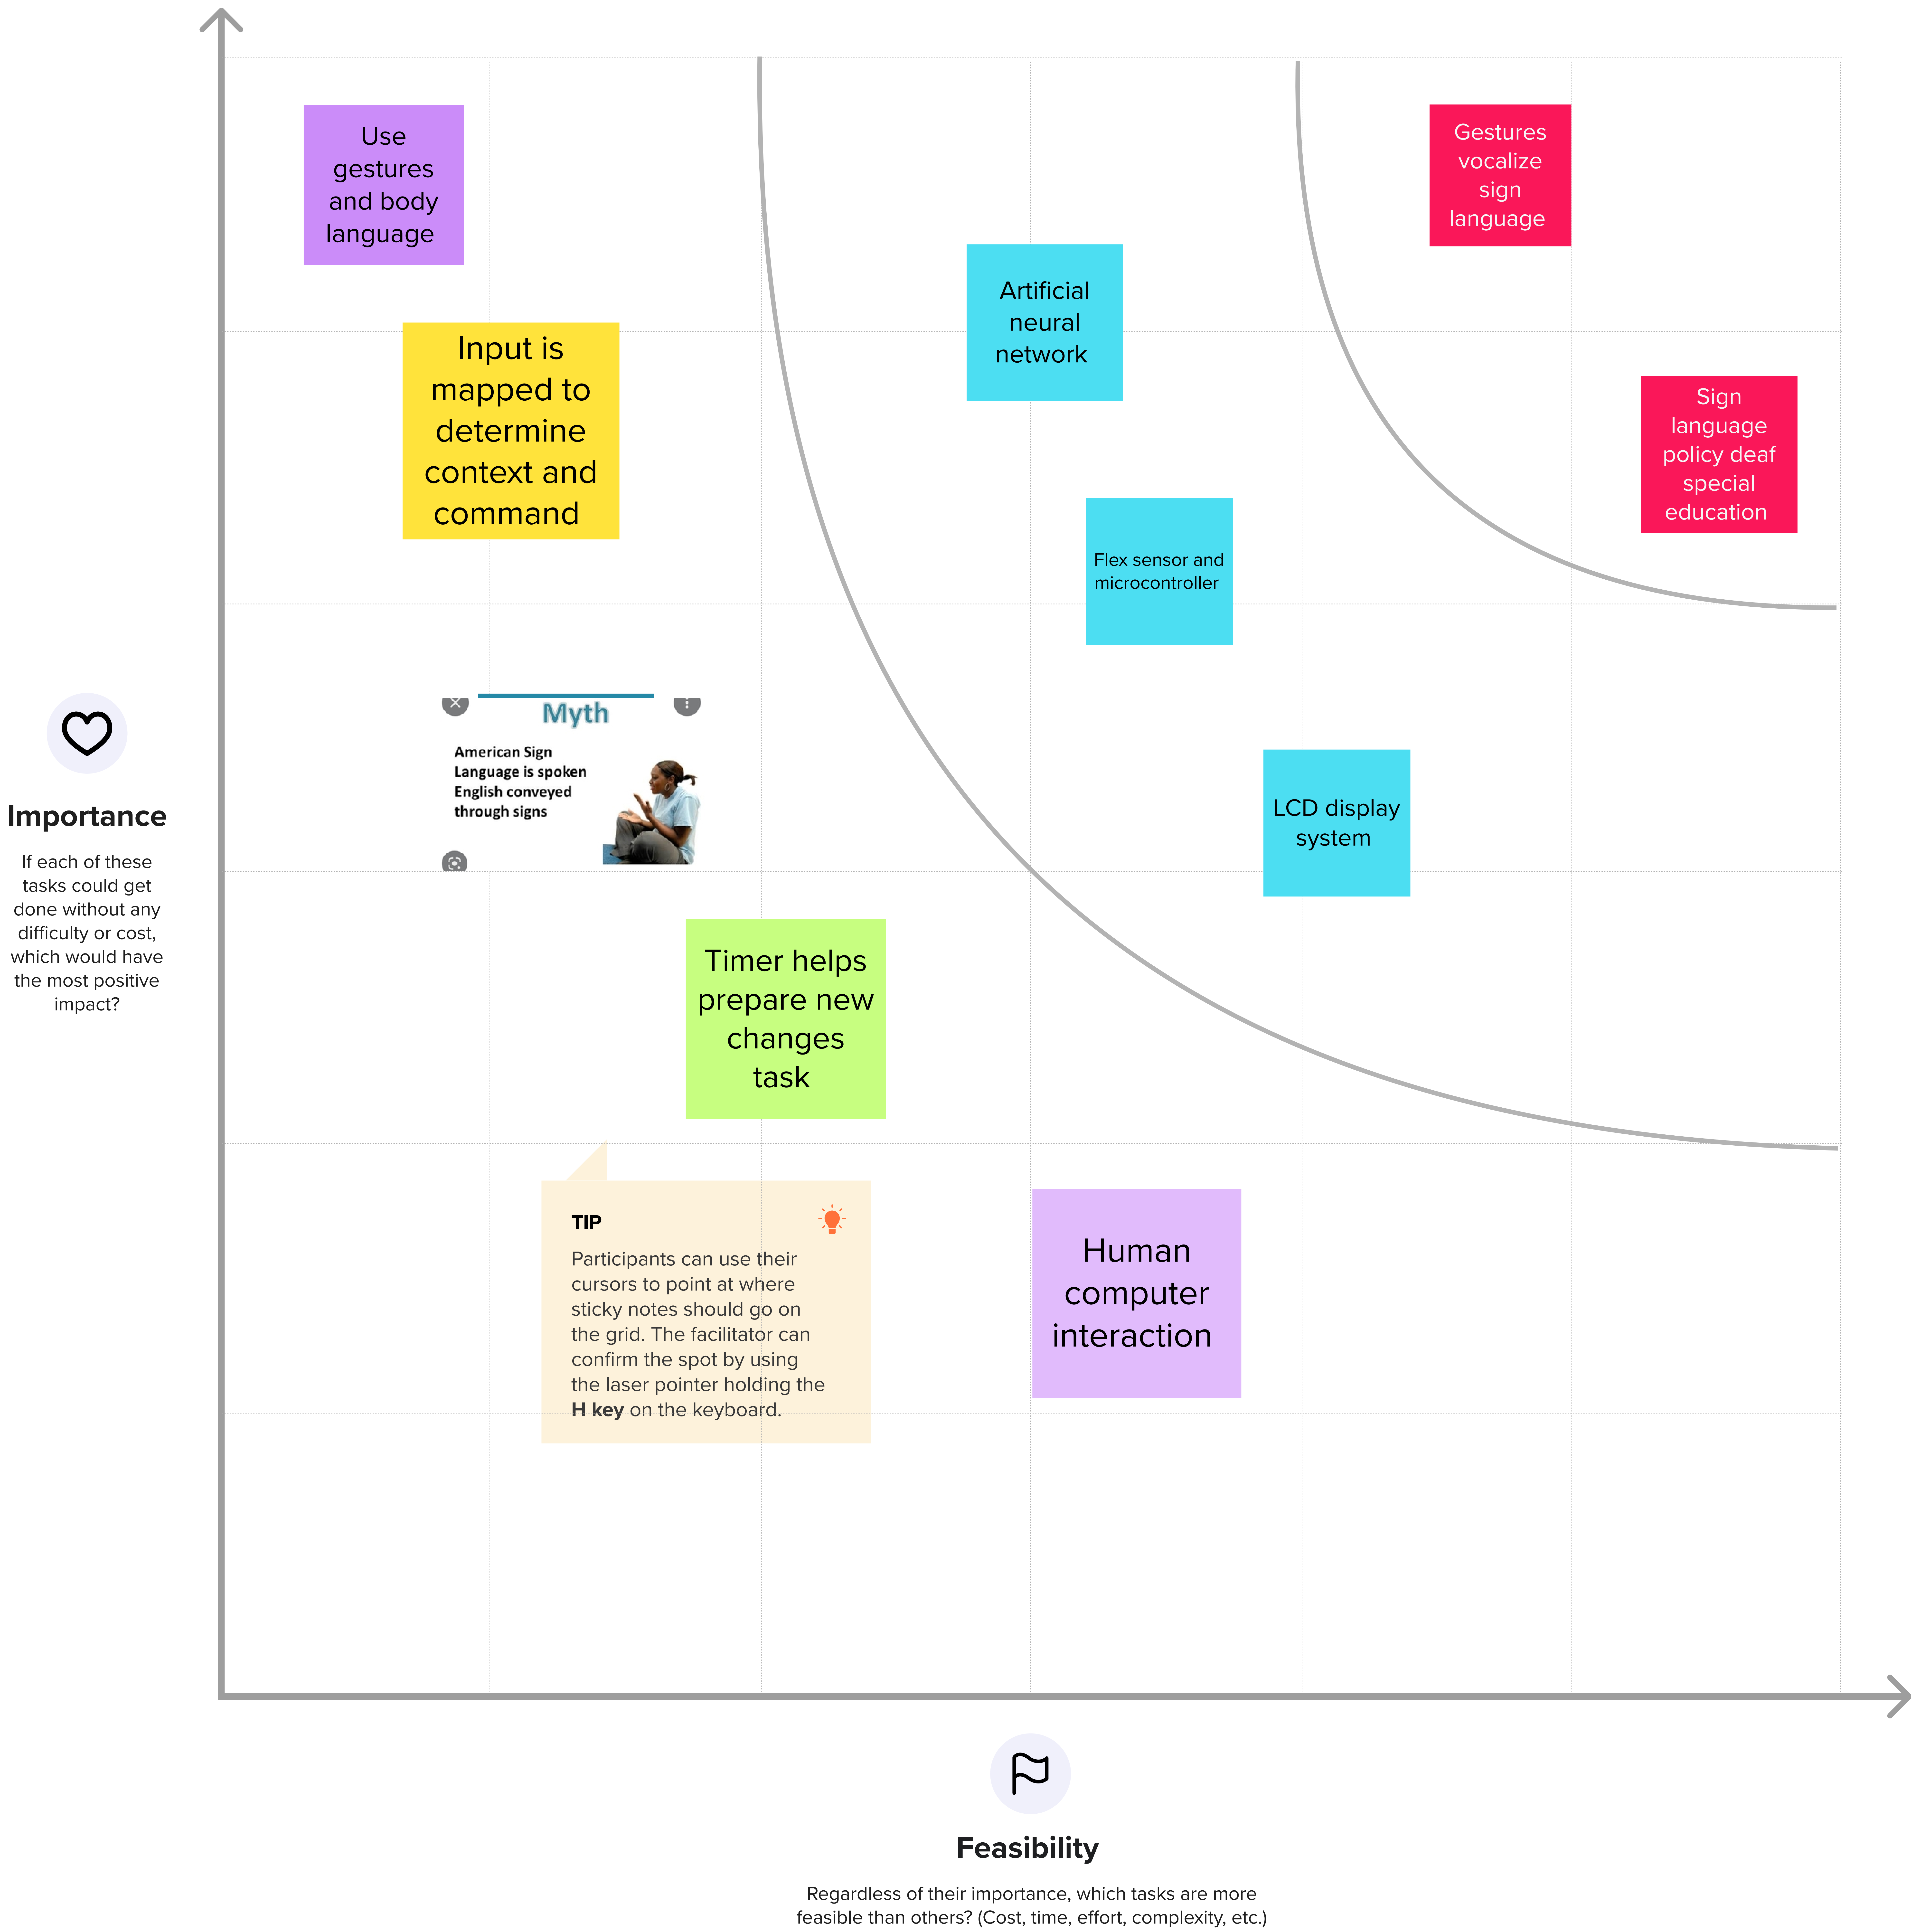 Use
gestures
and body
language
Gestures
vocalize
sign
language
Artificial
neural
network
Input is
mapped to
determine
context and
command
Sign
language
policy deaf
special
education
Flex sensor and
microcontroller
Myth
American Sign
Language is spoken
English conveyed
through signs
LCD display
system
Importance
If each of these
tasks could get
done without any
difficulty or cost,
which would have
the most positive
impact?
Timer helps
prepare new
changes
task
TIP
Participants can use their
cursors to point at where
sticky notes should go on
the grid. The facilitator can
confirm the spot by using
the laser pointer holding the
H key on the keyboard.
Human
computer
interaction
Feasibility
Regardless of their importance, which tasks are more
feasible than others? (Cost, time, effort, complexity, etc.)